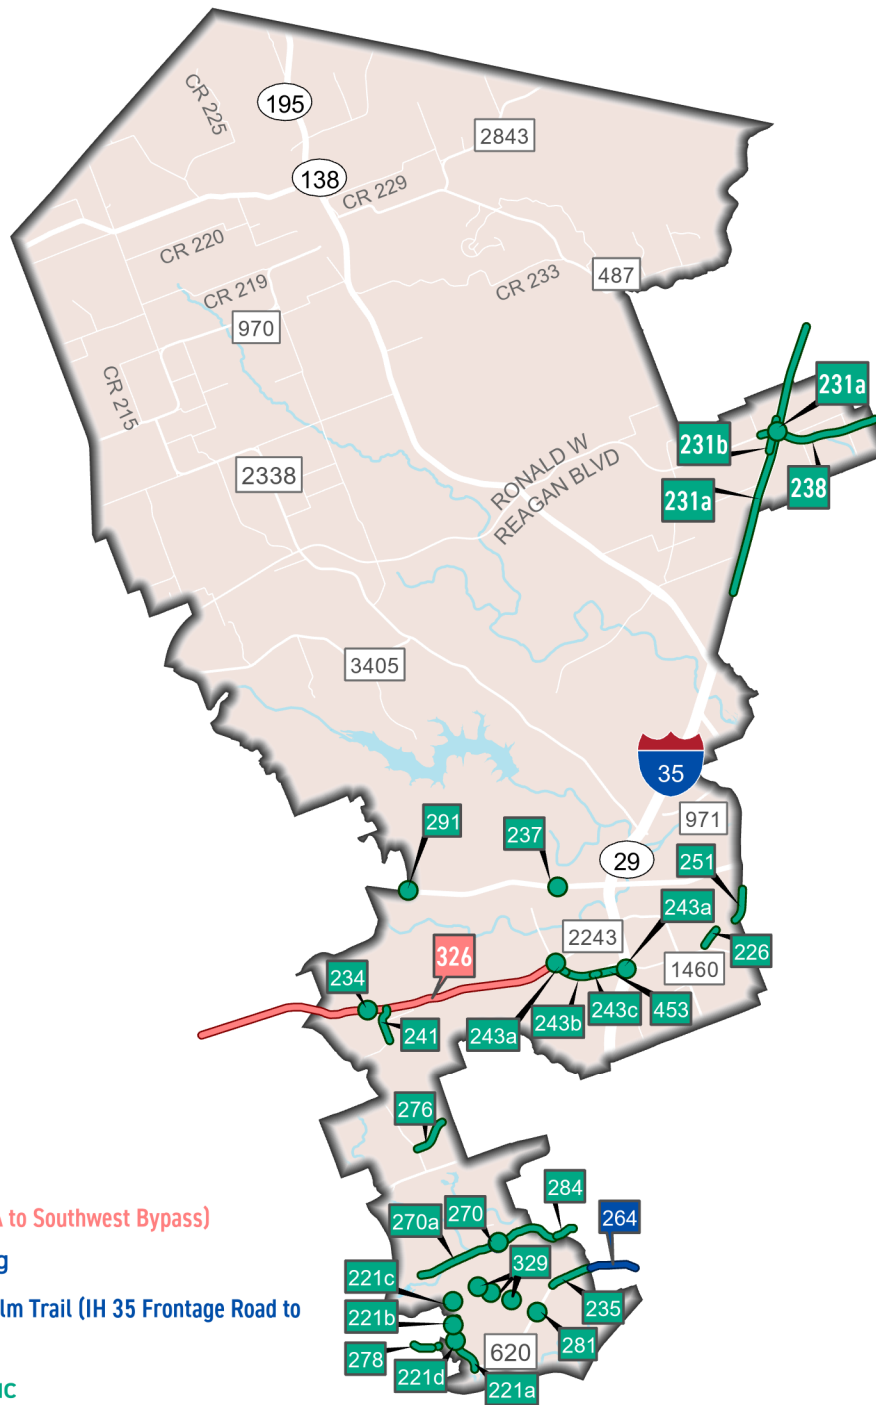 195
CR 225
2843
138
CR 229
CR 220
CR 233
487
CR 219
970
CR 215
231a
231b
RONALD W
REAGAN BLVD
2338
231a
238
3405
35
971
291
237
29
251
243a
2243
326
226
234
1460
241
243a
243b
243c
453
276
284
270
270a
264
A to Southwest Bypass)
329
g
221c
235
lm Trail (IH 35 Frontage Road to
221b
620
281
278
221d
221a
IC